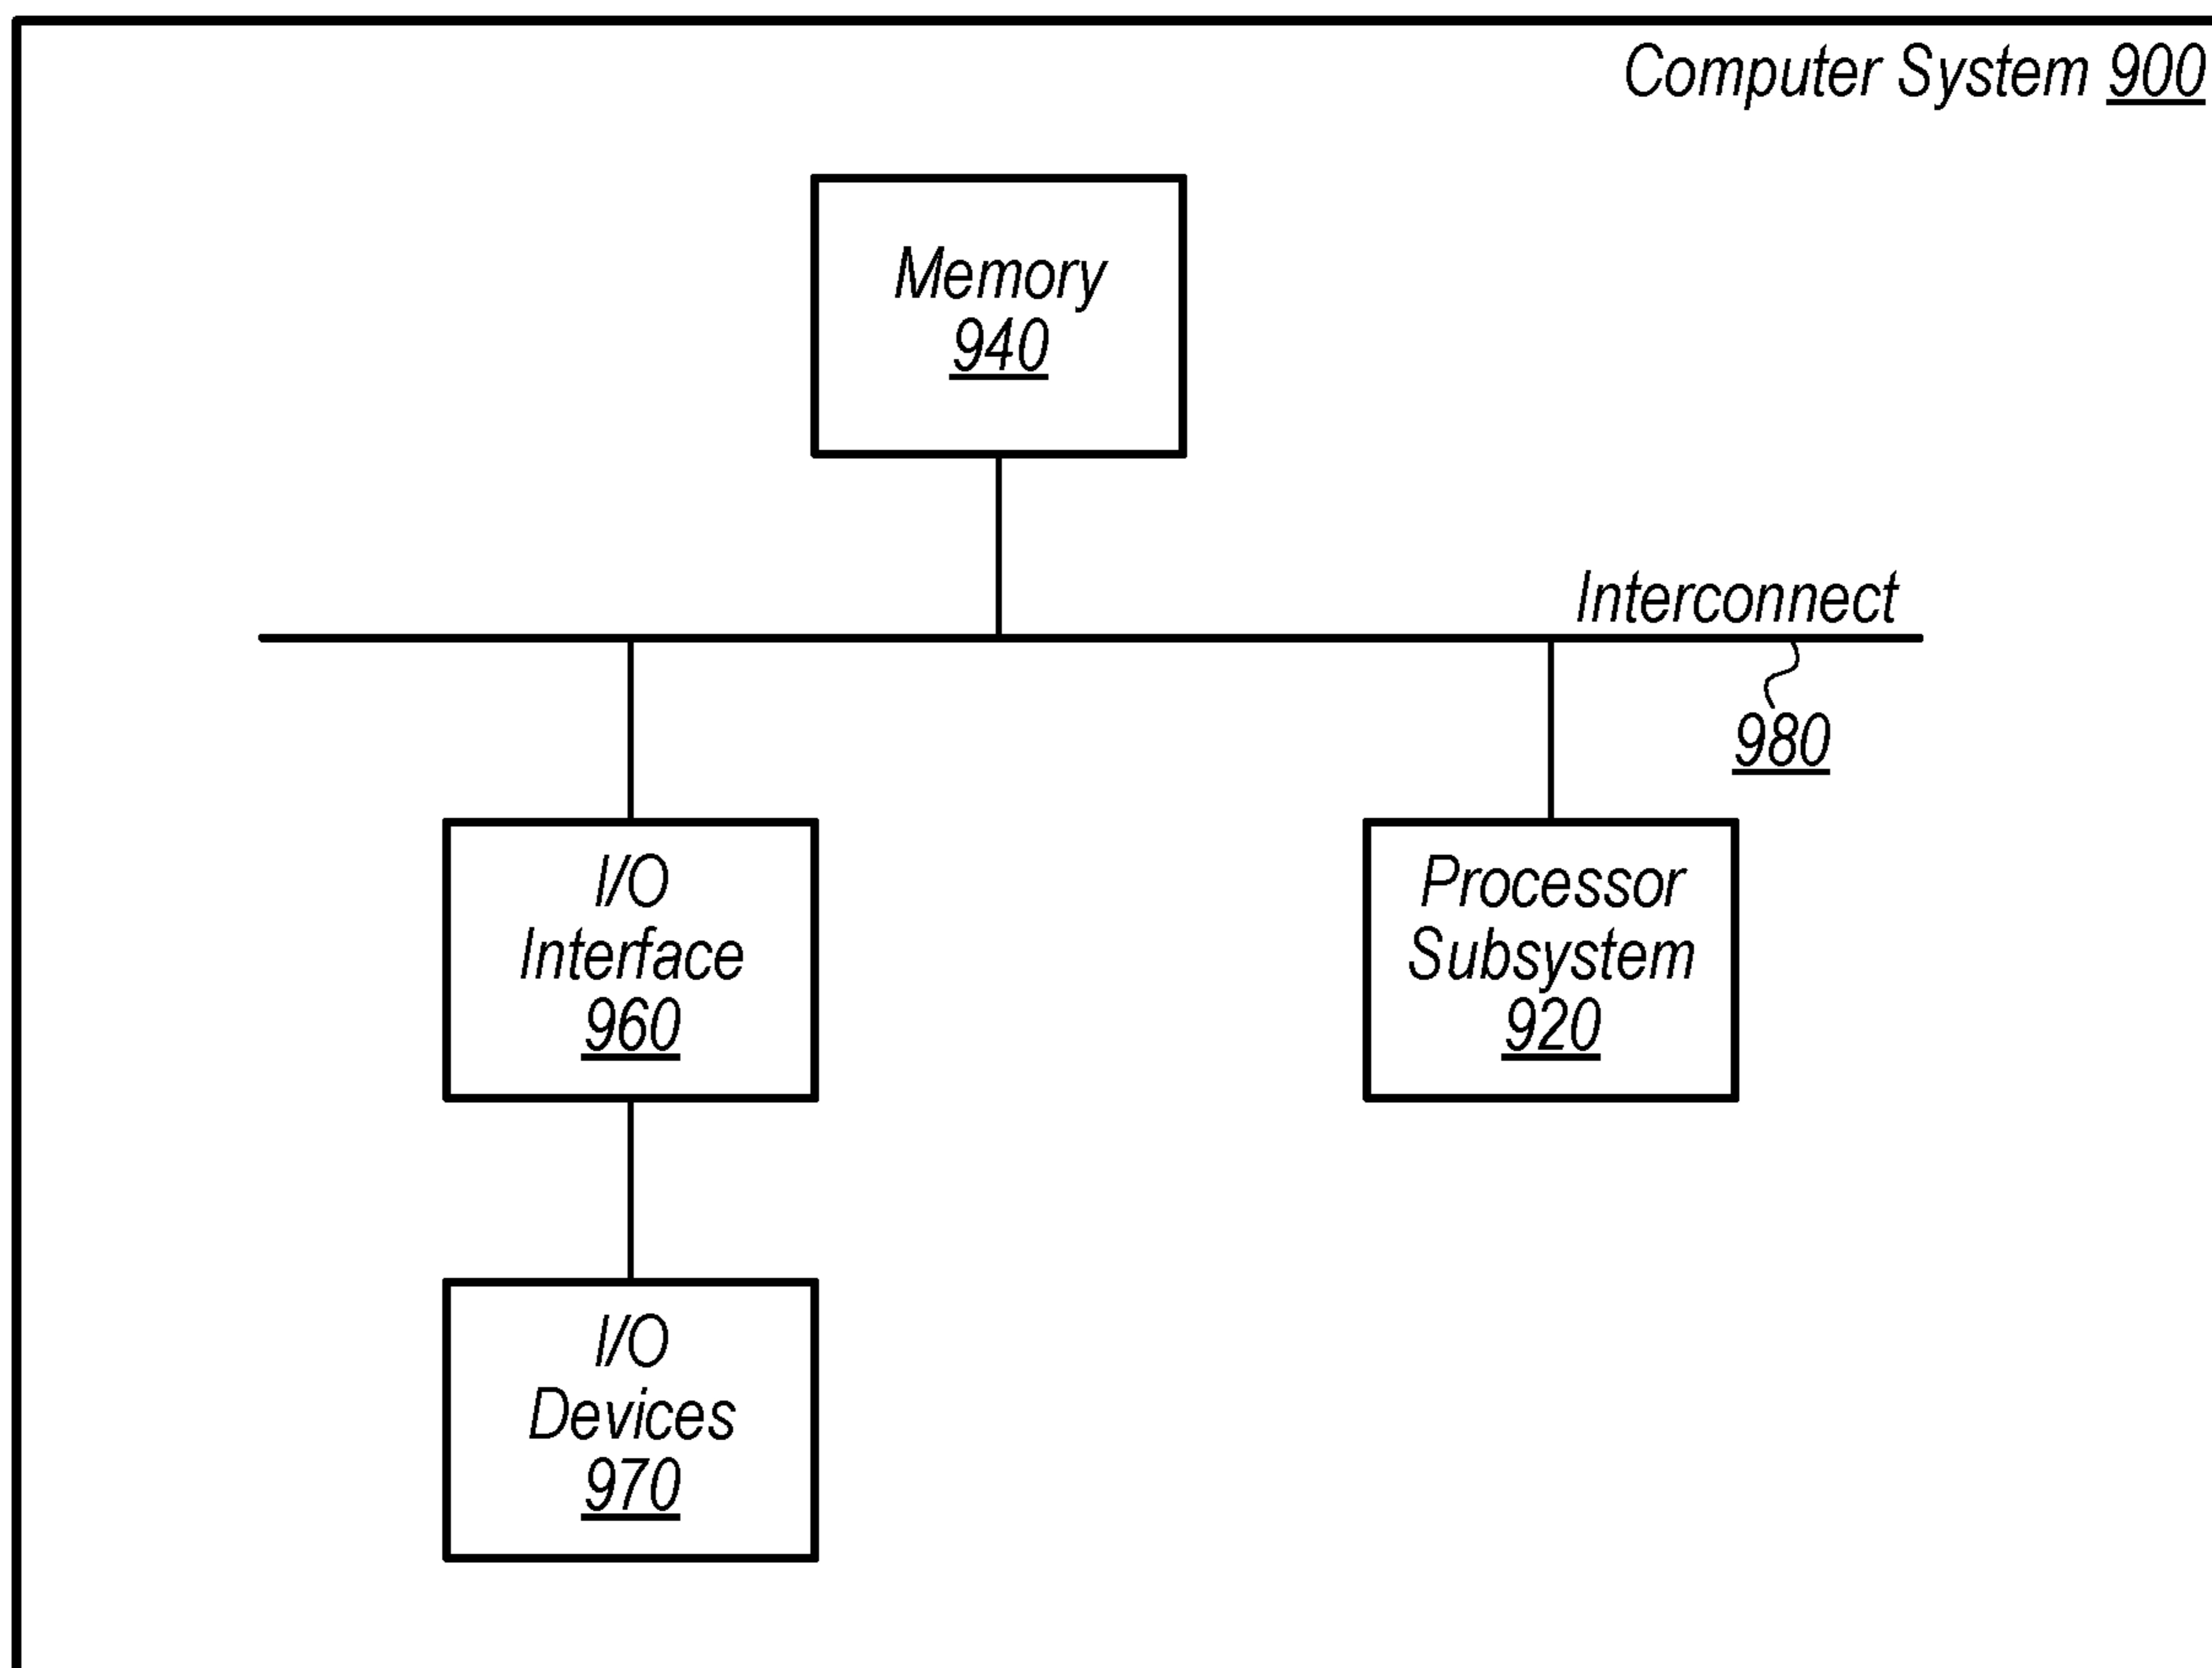 Computer System 900
Memory
940
Interconnect
980
I/O
Interface
960
Processor
Subsystem
920
I/O
Devices
970